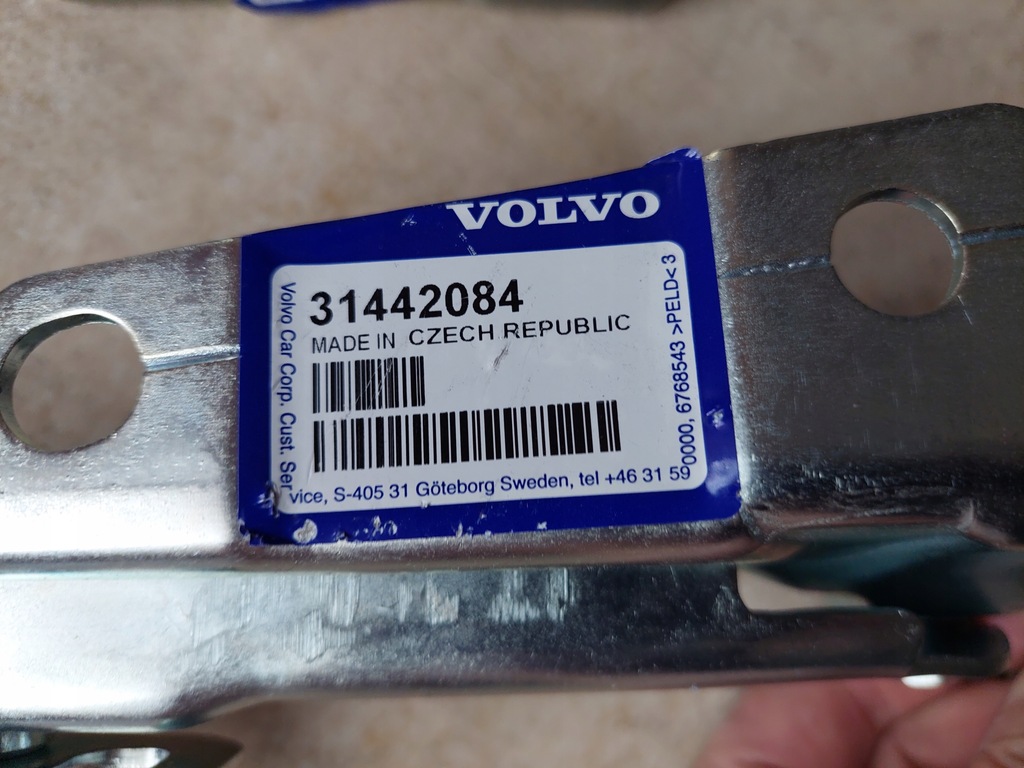 VOLVO
31442084
MADE IN CZECH REPUBLIC
Volvo Car Corp. Cust. Service, S-405 31 Göteborg Sweden, tel +46 31 59 0000, 6768543 >PELD<3